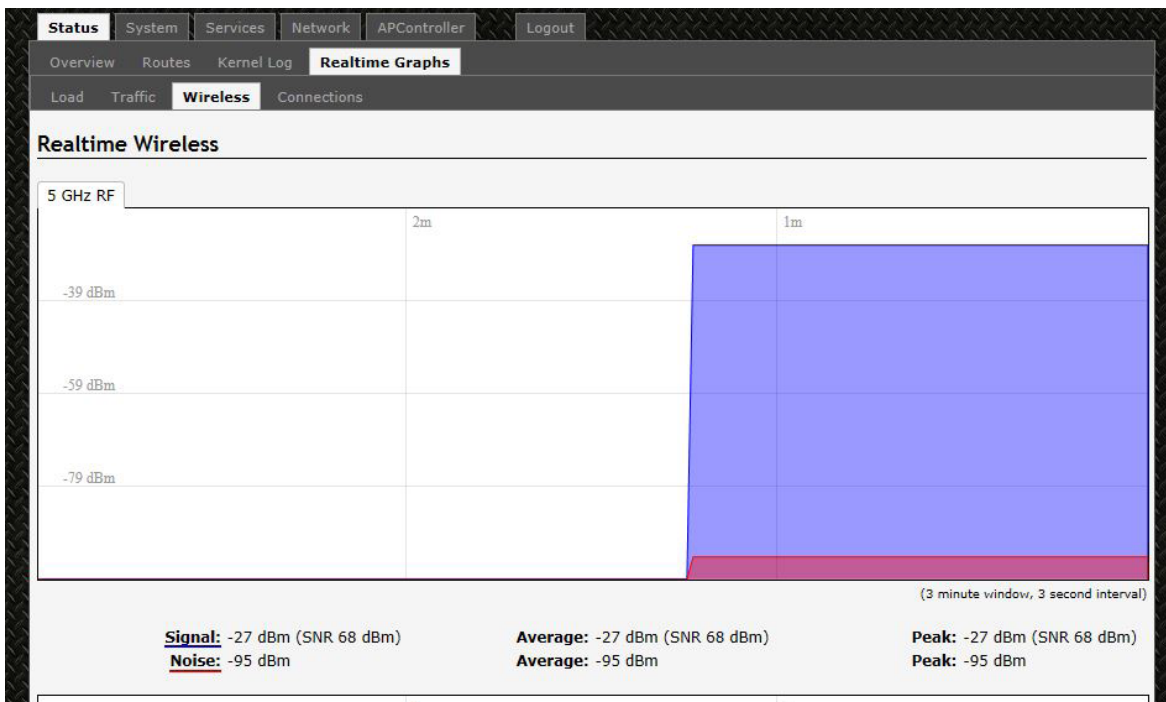 Status System Services Network APController Logout
Overview Routes Kernel Log Realtime Graphs
Load Traffic Wireless Connections
Realtime Wireless
5 GHz RF
2m 1m
-39 dBm
-59 dBm
-79 dBm
(3 minute window, 3 second interval)
Signal: -27 dBm (SNR 68 dBm) Average: -27 dBm (SNR 68 dBm) Peak: -27 dBm (SNR 68 dBm)
Noise: -95 dBm Average: -95 dBm Peak: -95 dBm